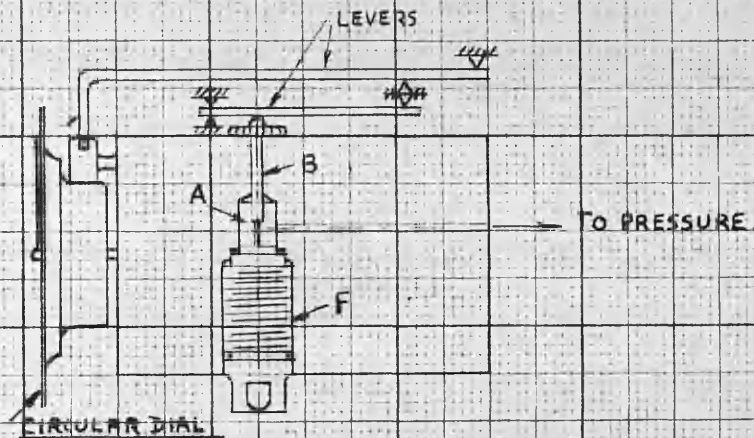 LEVERS
B
A
TO PRESSURE
F
CIRCULAR DIAL